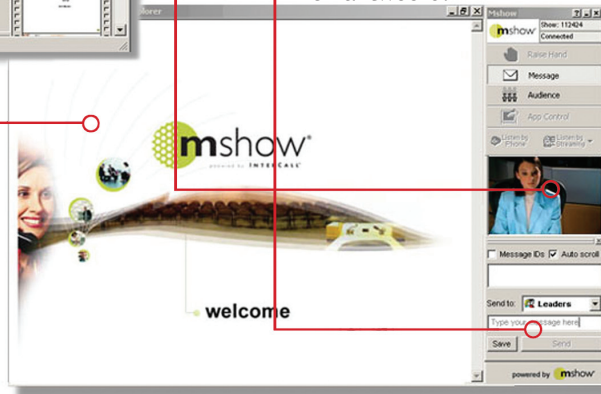 Mshow
mshow
Show: 112424
Connected
Raise Hand
Message
Audience
App Control
Listen by Phone
Listen by Streaming
mshow
powered by INTERCALL
Message IDs
Auto scroll
welcome
Send to:
Leaders
Type your message here
Save
Send
powered by mshow